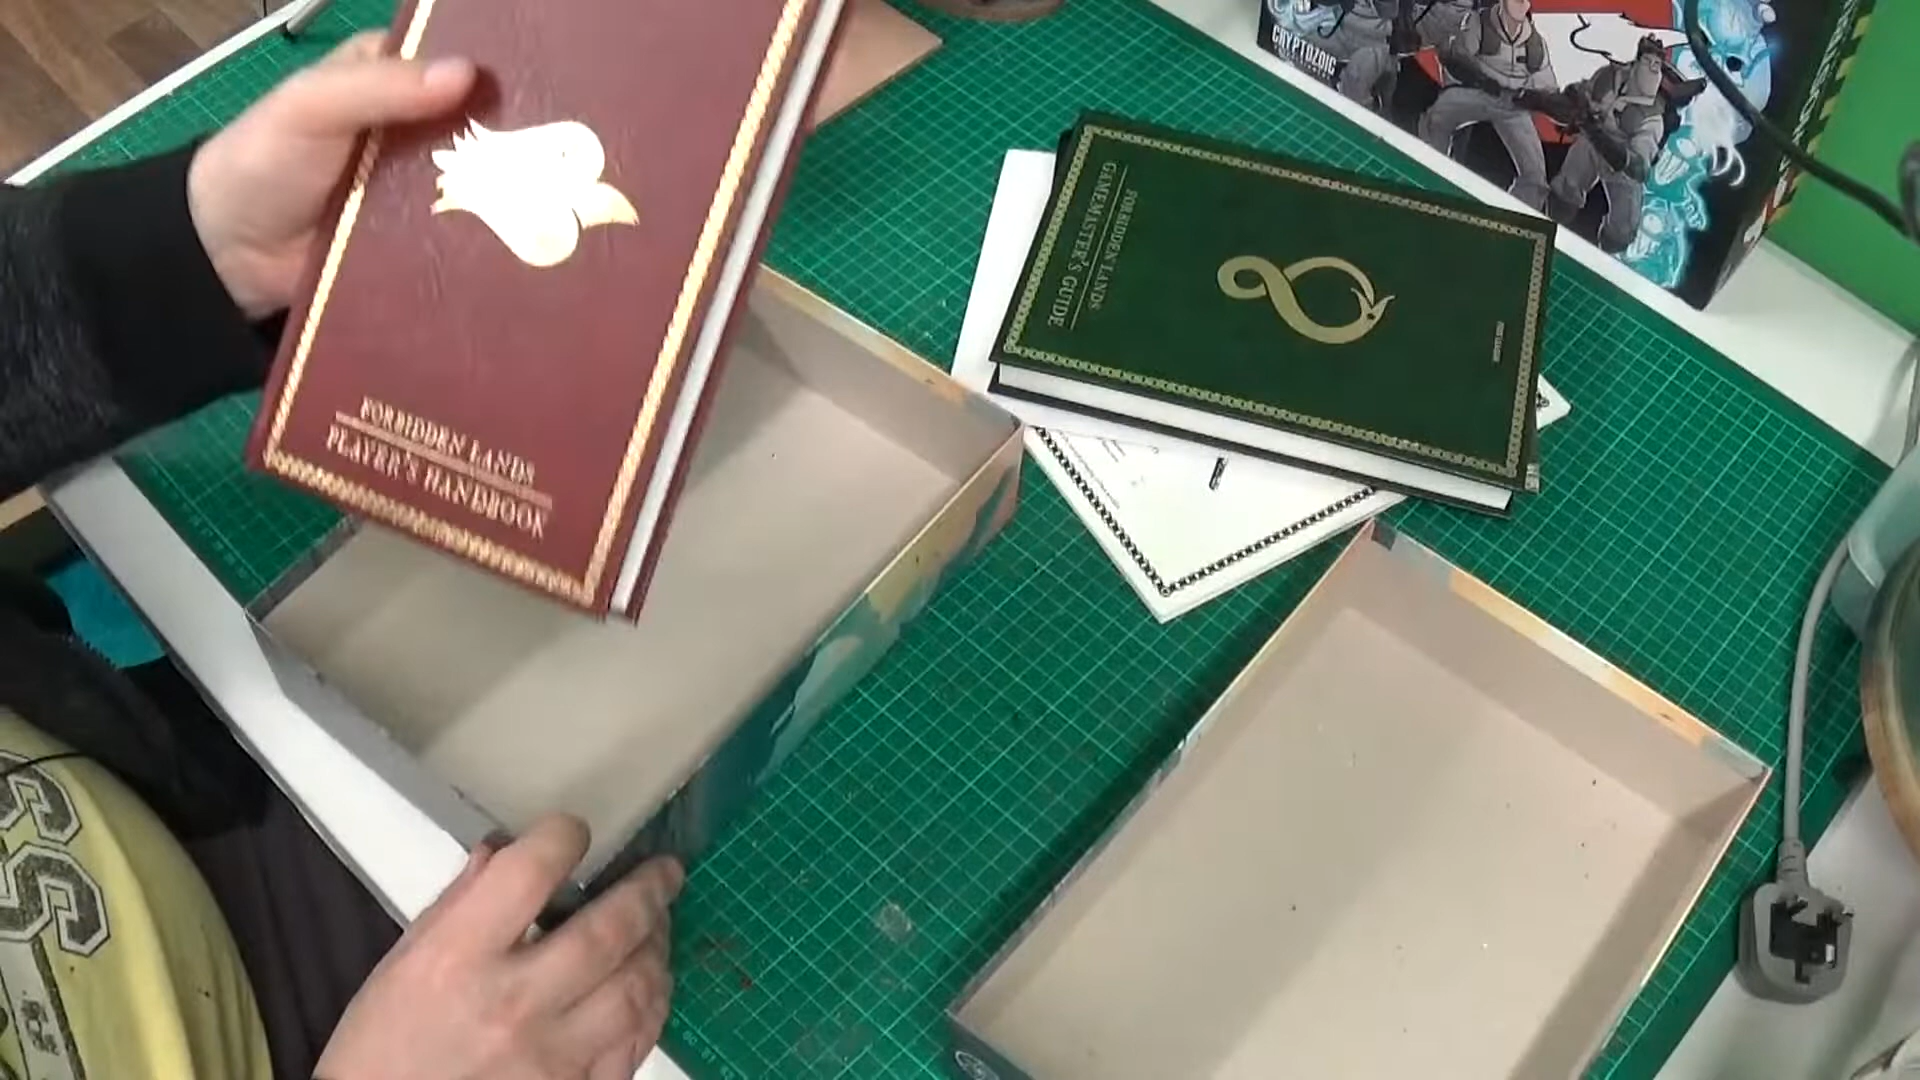 CRYPTOZOIC
FORBIDDEN LANDS
GAMEMASTER'S GUIDE
FORBIDDEN LANDS
PLAYER'S HANDBOOK